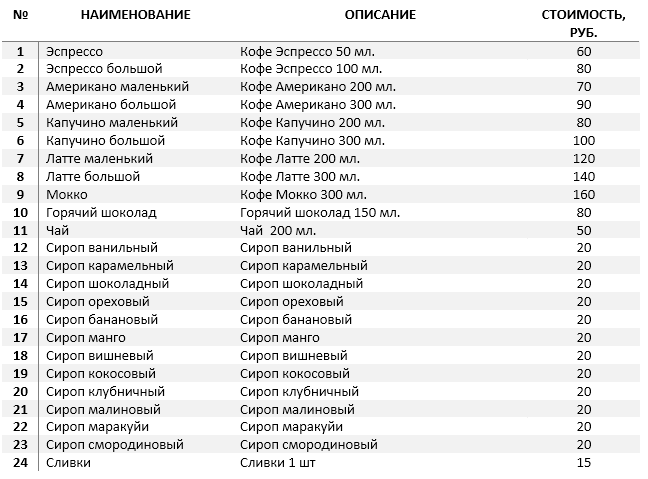 № НАИМЕНОВАНИЕ ОПИСАНИЕ СТОИМОСТЬ,
РУБ.
1 Эспрессо Кофе Эспрессо 50 мл. 60
2 Эспрессо большой Кофе Эспрессо 100 мл. 80
3 Американо маленький Кофе Американо 200 мл. 70
4 Американо большой Кофе Американо 300 мл. 90
5 Капучино маленький Кофе Капучино 200 мл. 80
6 Капучино большой Кофе Капучино 300 мл. 100
7 Латте маленький Кофе Латте 200 мл. 120
8 Латте большой Кофе Латте 300 мл. 140
9 Мокко Кофе Мокко 300 мл. 160
10 Горячий шоколад Горячий шоколад 150 мл. 80
11 Чай Чай 200 мл. 50
12 Сироп ванильный Сироп ванильный 20
13 Сироп карамельный Сироп карамельный 20
14 Сироп шоколадный Сироп шоколадный 20
15 Сироп ореховый Сироп ореховый 20
16 Сироп банановый Сироп банановый 20
17 Сироп манго Сироп манго 20
18 Сироп вишневый Сироп вишневый 20
19 Сироп кокосовый Сироп кокосовый 20
20 Сироп клубничный Сироп клубничный 20
21 Сироп малиновый Сироп малиновый 20
22 Сироп маракуйи Сироп маракуйи 20
23 Сироп смородиновый Сироп смородиновый 20
24 Сливки Сливки 1 шт 15